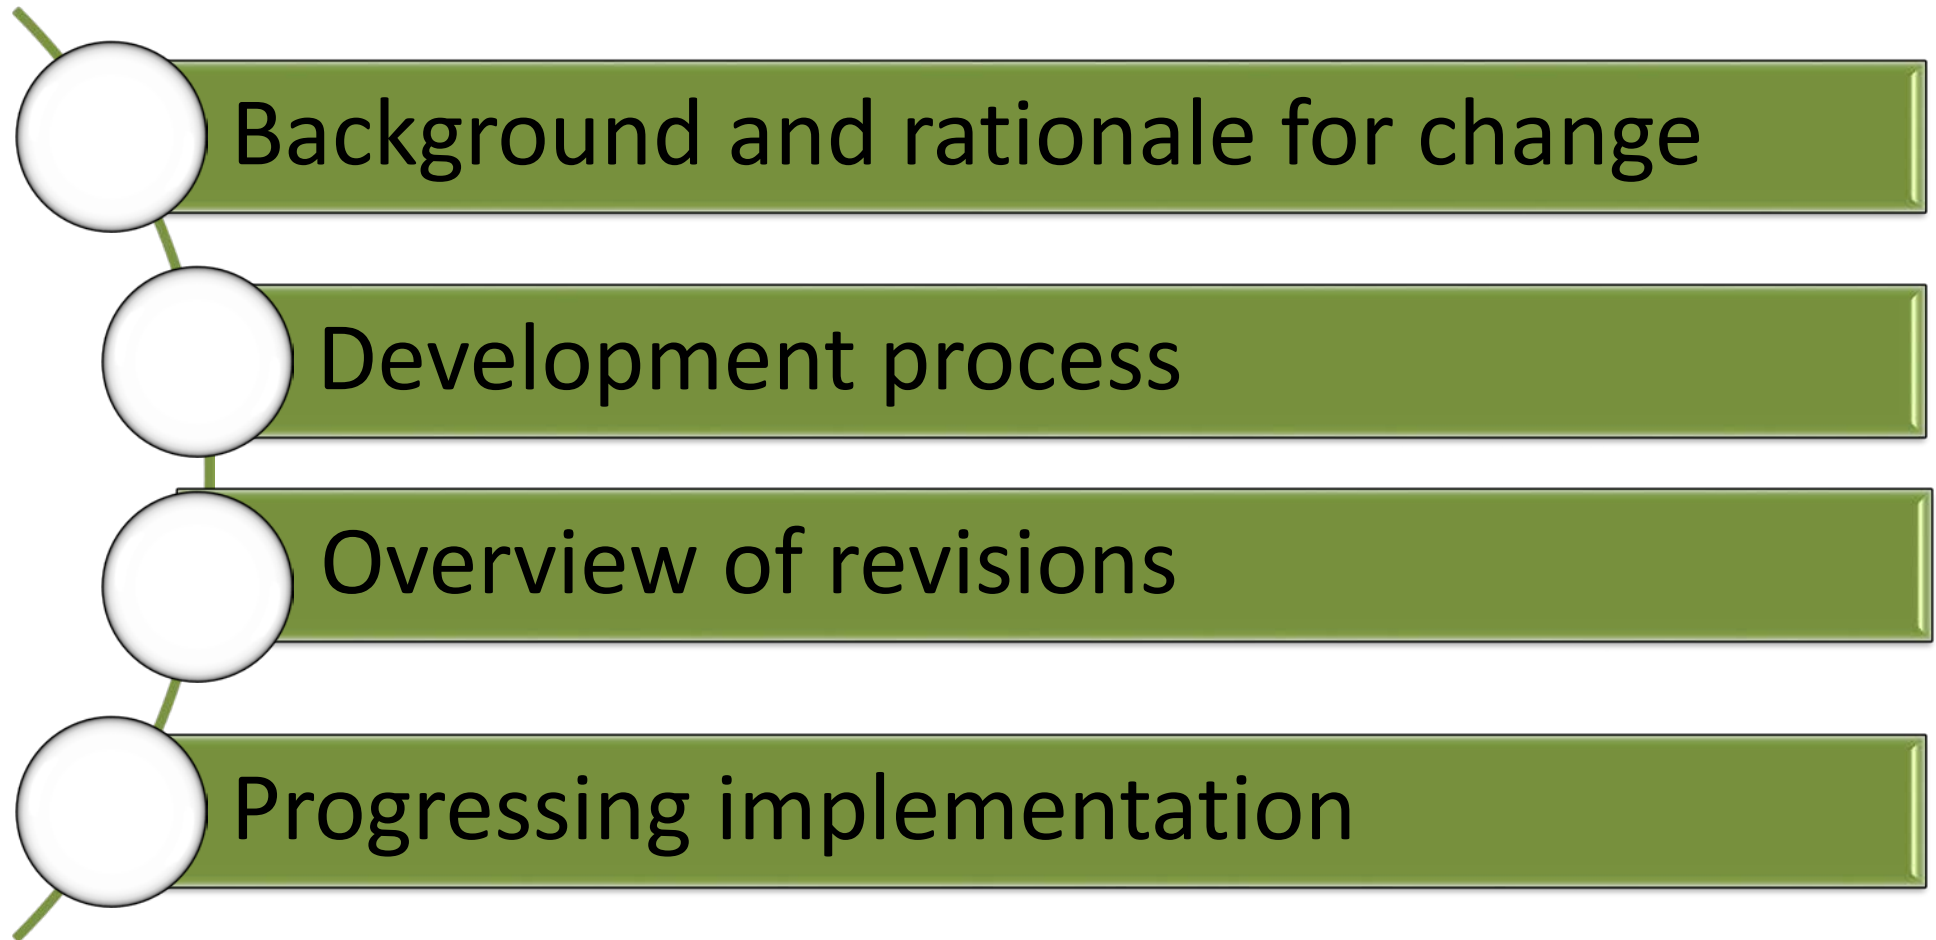 Background and rationale for change
Development process
Overview of revisions
Progressing implementation